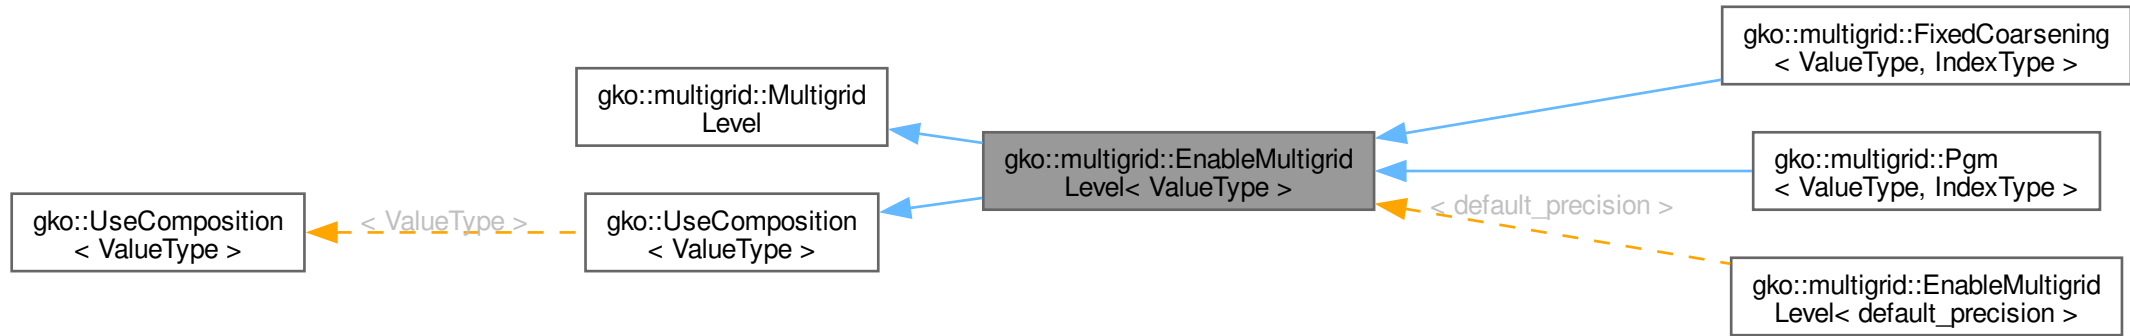 gko::multigrid::FixedCoarsening
< ValueType, IndexType >
gko::multigrid::Multigrid
Level
gko::multigrid::EnableMultigrid
Level< ValueType >
gko::multigrid::Pgm
< ValueType, IndexType >
gko::UseComposition
< ValueType >
< ValueType >
gko::UseComposition
< ValueType >
< default_precision >
gko::multigrid::EnableMultigrid
Level< default_precision >